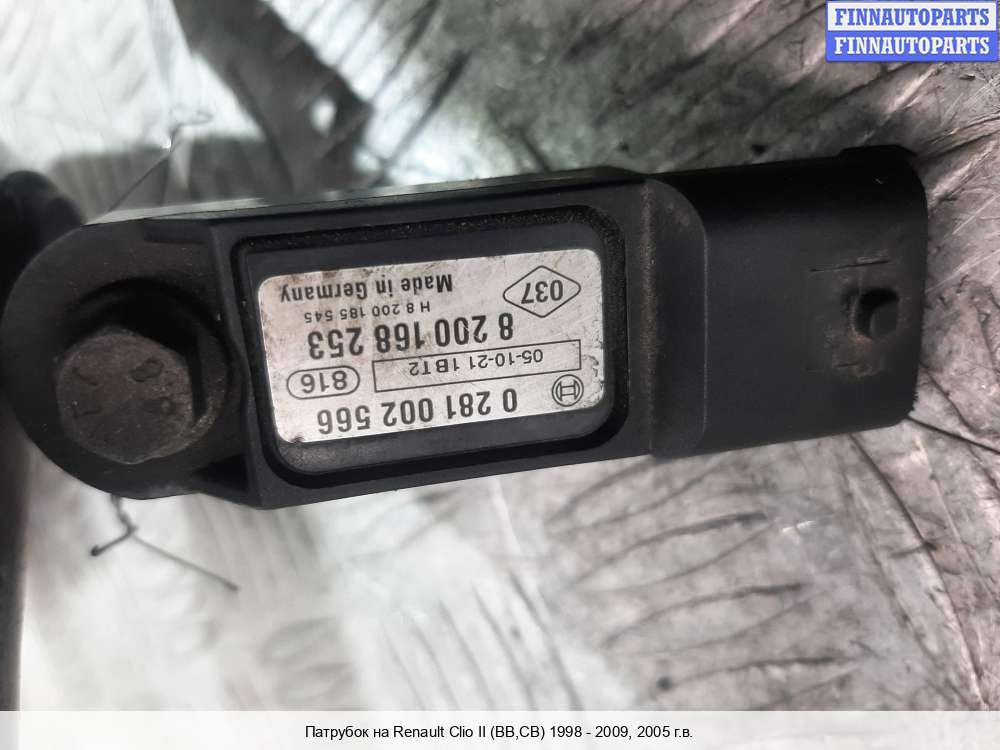 FINNAUTOPARTS
FINNAUTOPARTS
0 281 002 566
05-10-21 1BT2
816
8 200 168 253
H 8 200 185 545
037
Made in Germany
Патрубок на Renault Clio II (BB,CB) 1998 - 2009, 2005 г.в.